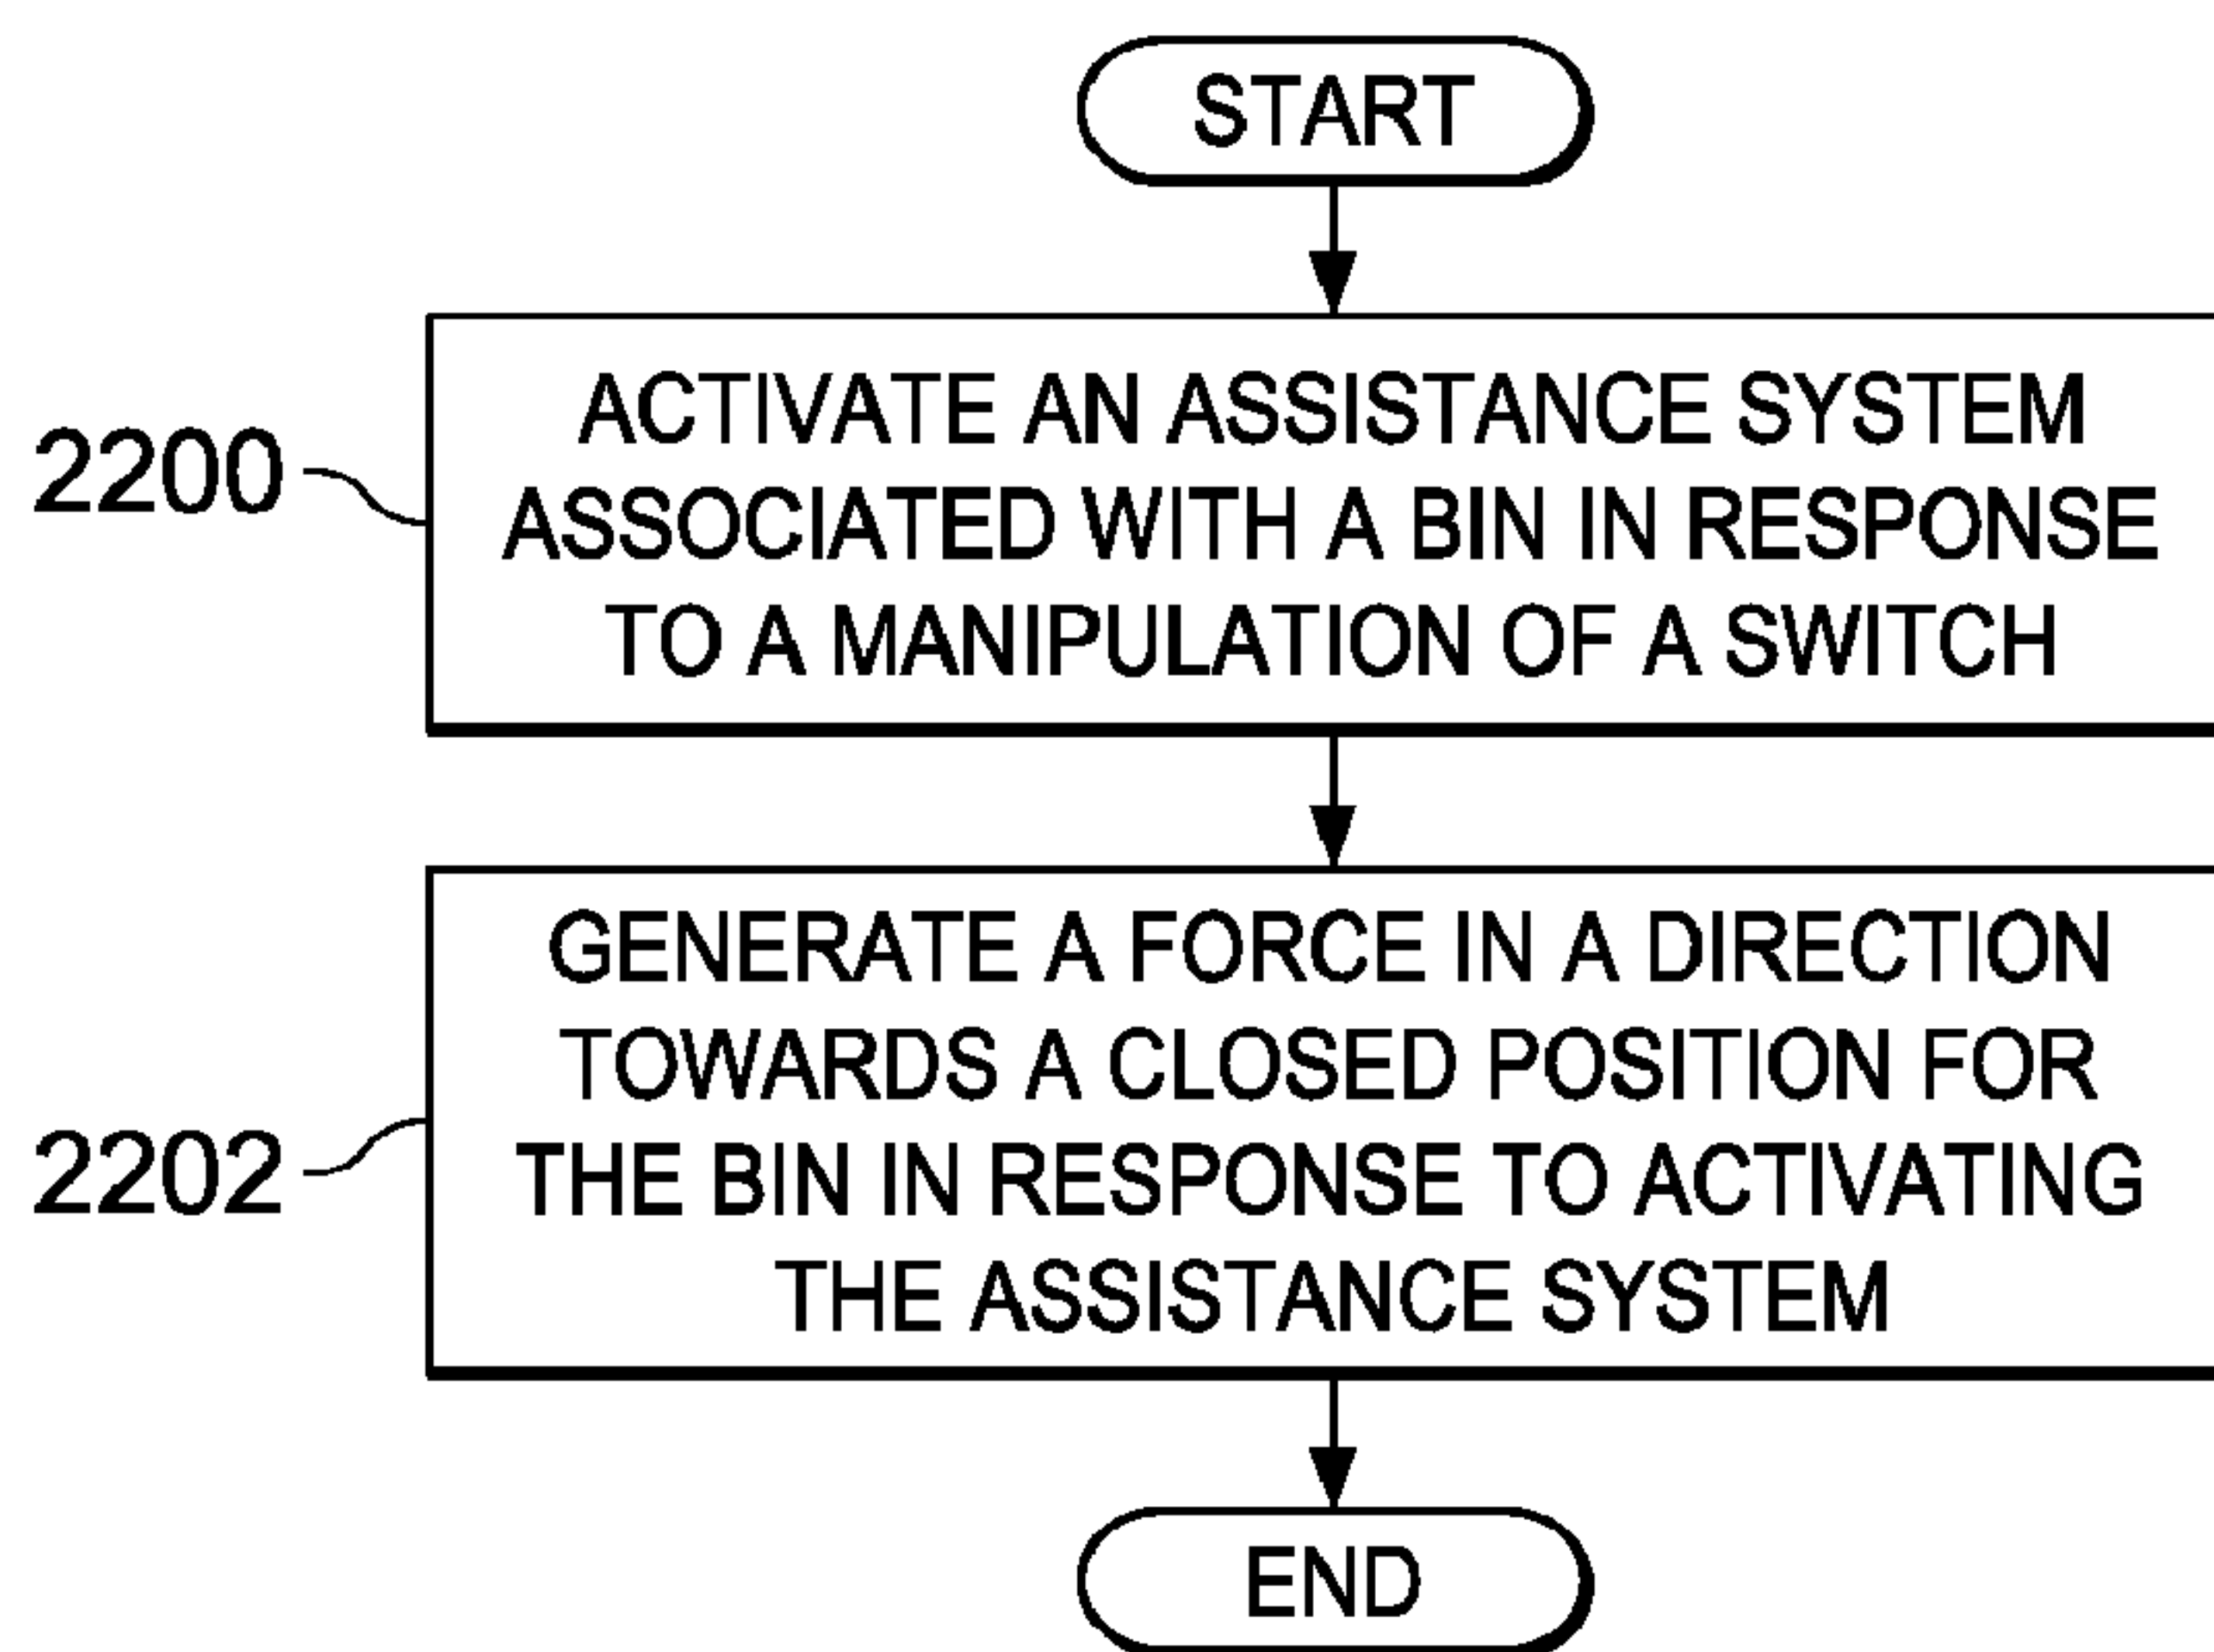 START
ACTIVATE AN ASSISTANCE SYSTEM
ASSOCIATED WITH A BIN IN RESPONSE
TO A MANIPULATION OF A SWITCH
2200
GENERATE A FORCE IN A DIRECTION
TOWARDS A CLOSED POSITION FOR
THE BIN IN RESPONSE TO ACTIVATING
THE ASSISTANCE SYSTEM
2202
END